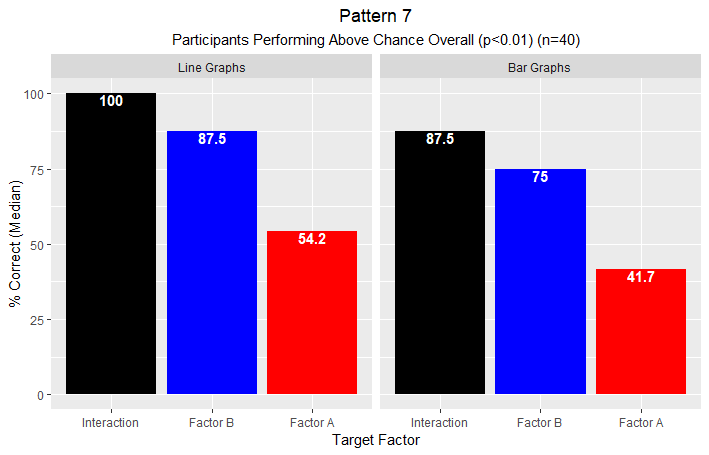 Pattern 7
Participants Performing Above Chance Overall (p<0.01) (n=40)
Line Graphs
Bar Graphs
% Correct (Median)
100
75
50
25
0
100
87.5
54.2
87.5
75
41.7
Interaction
Factor B
Factor A
Interaction
Factor B
Factor A
Target Factor